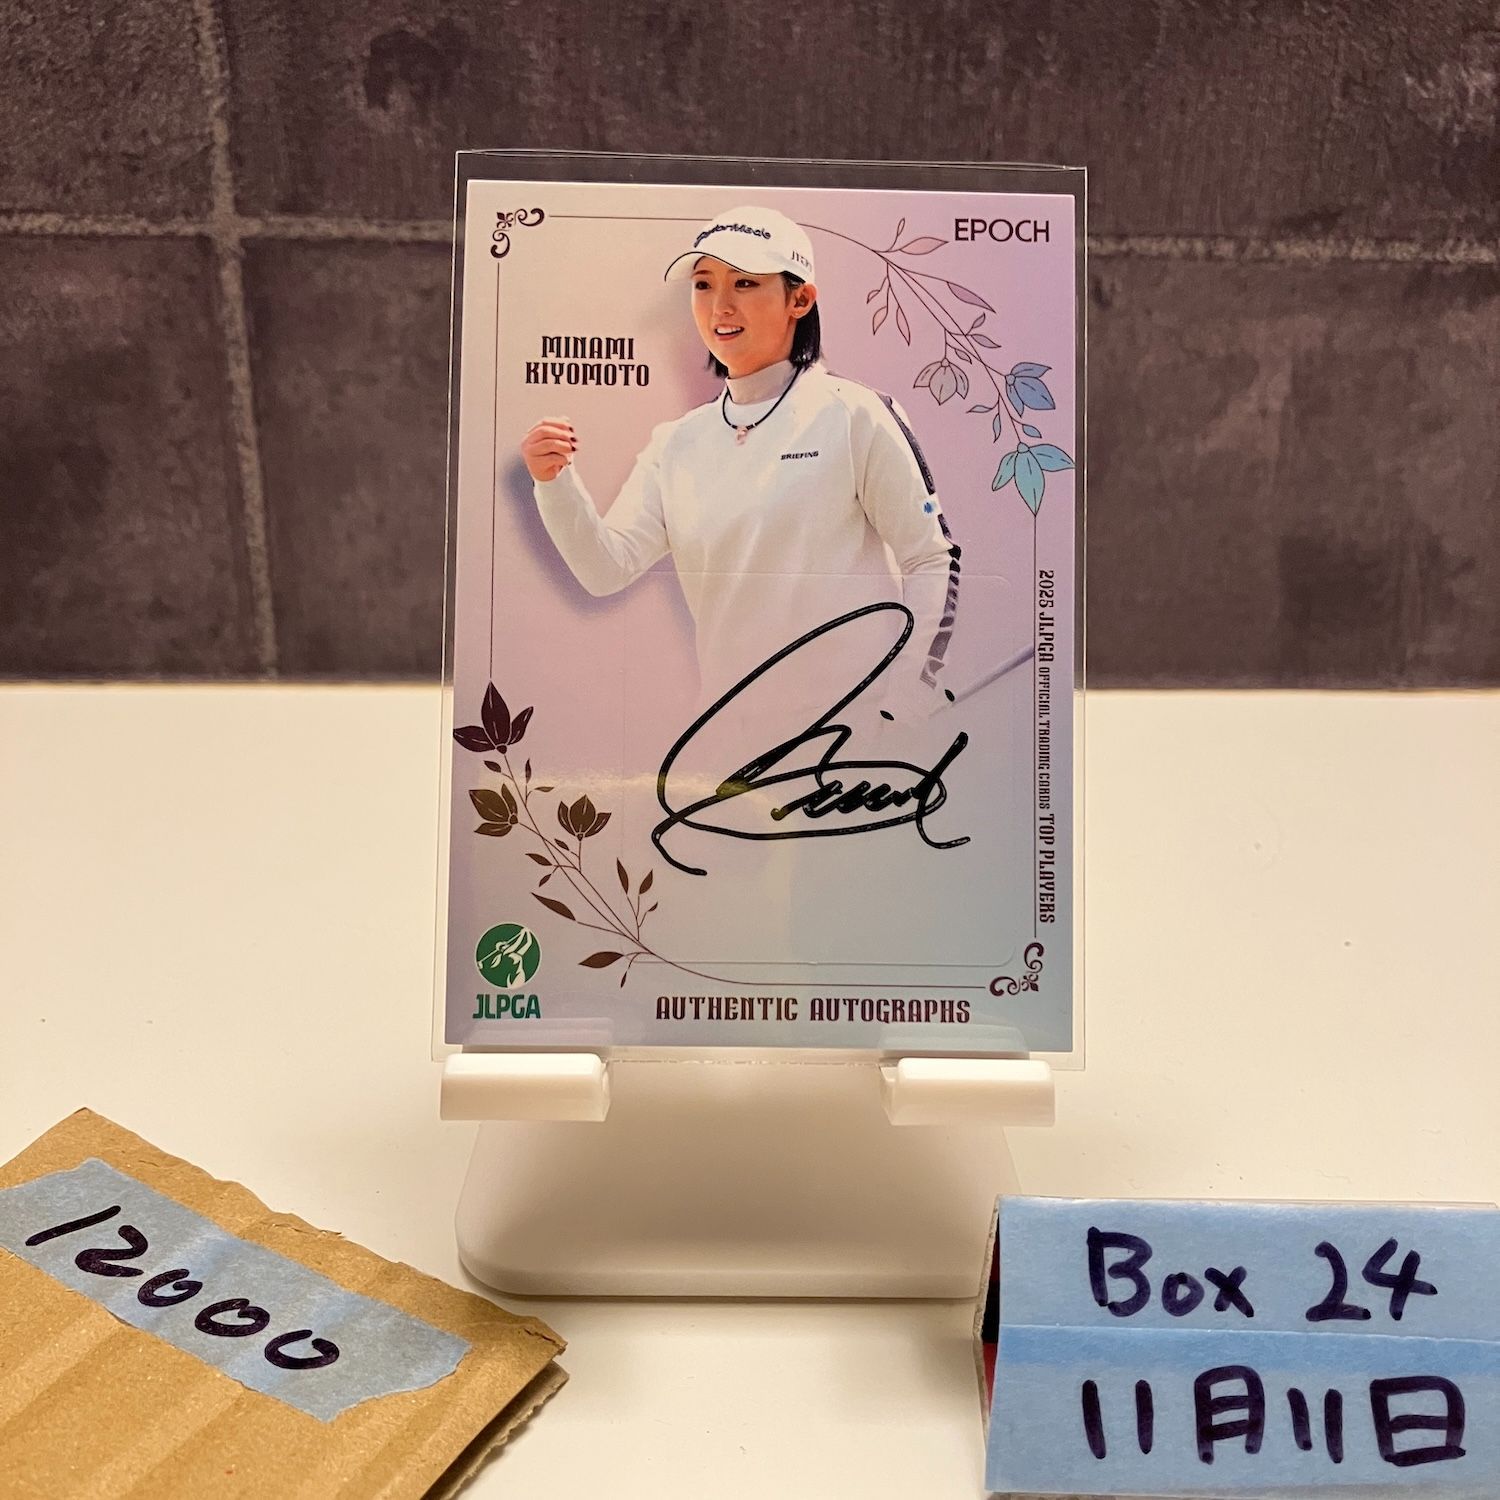 EPOCH
TaylorMade
MINAMI
KIYOMOTO
BRIEFING
2025 JLPGA OFFICIAL TRADING CARDS TOP PLAYERS
JLPGA
AUTHENTIC AUTOGRAPHS
12000
Box 24
11月11日